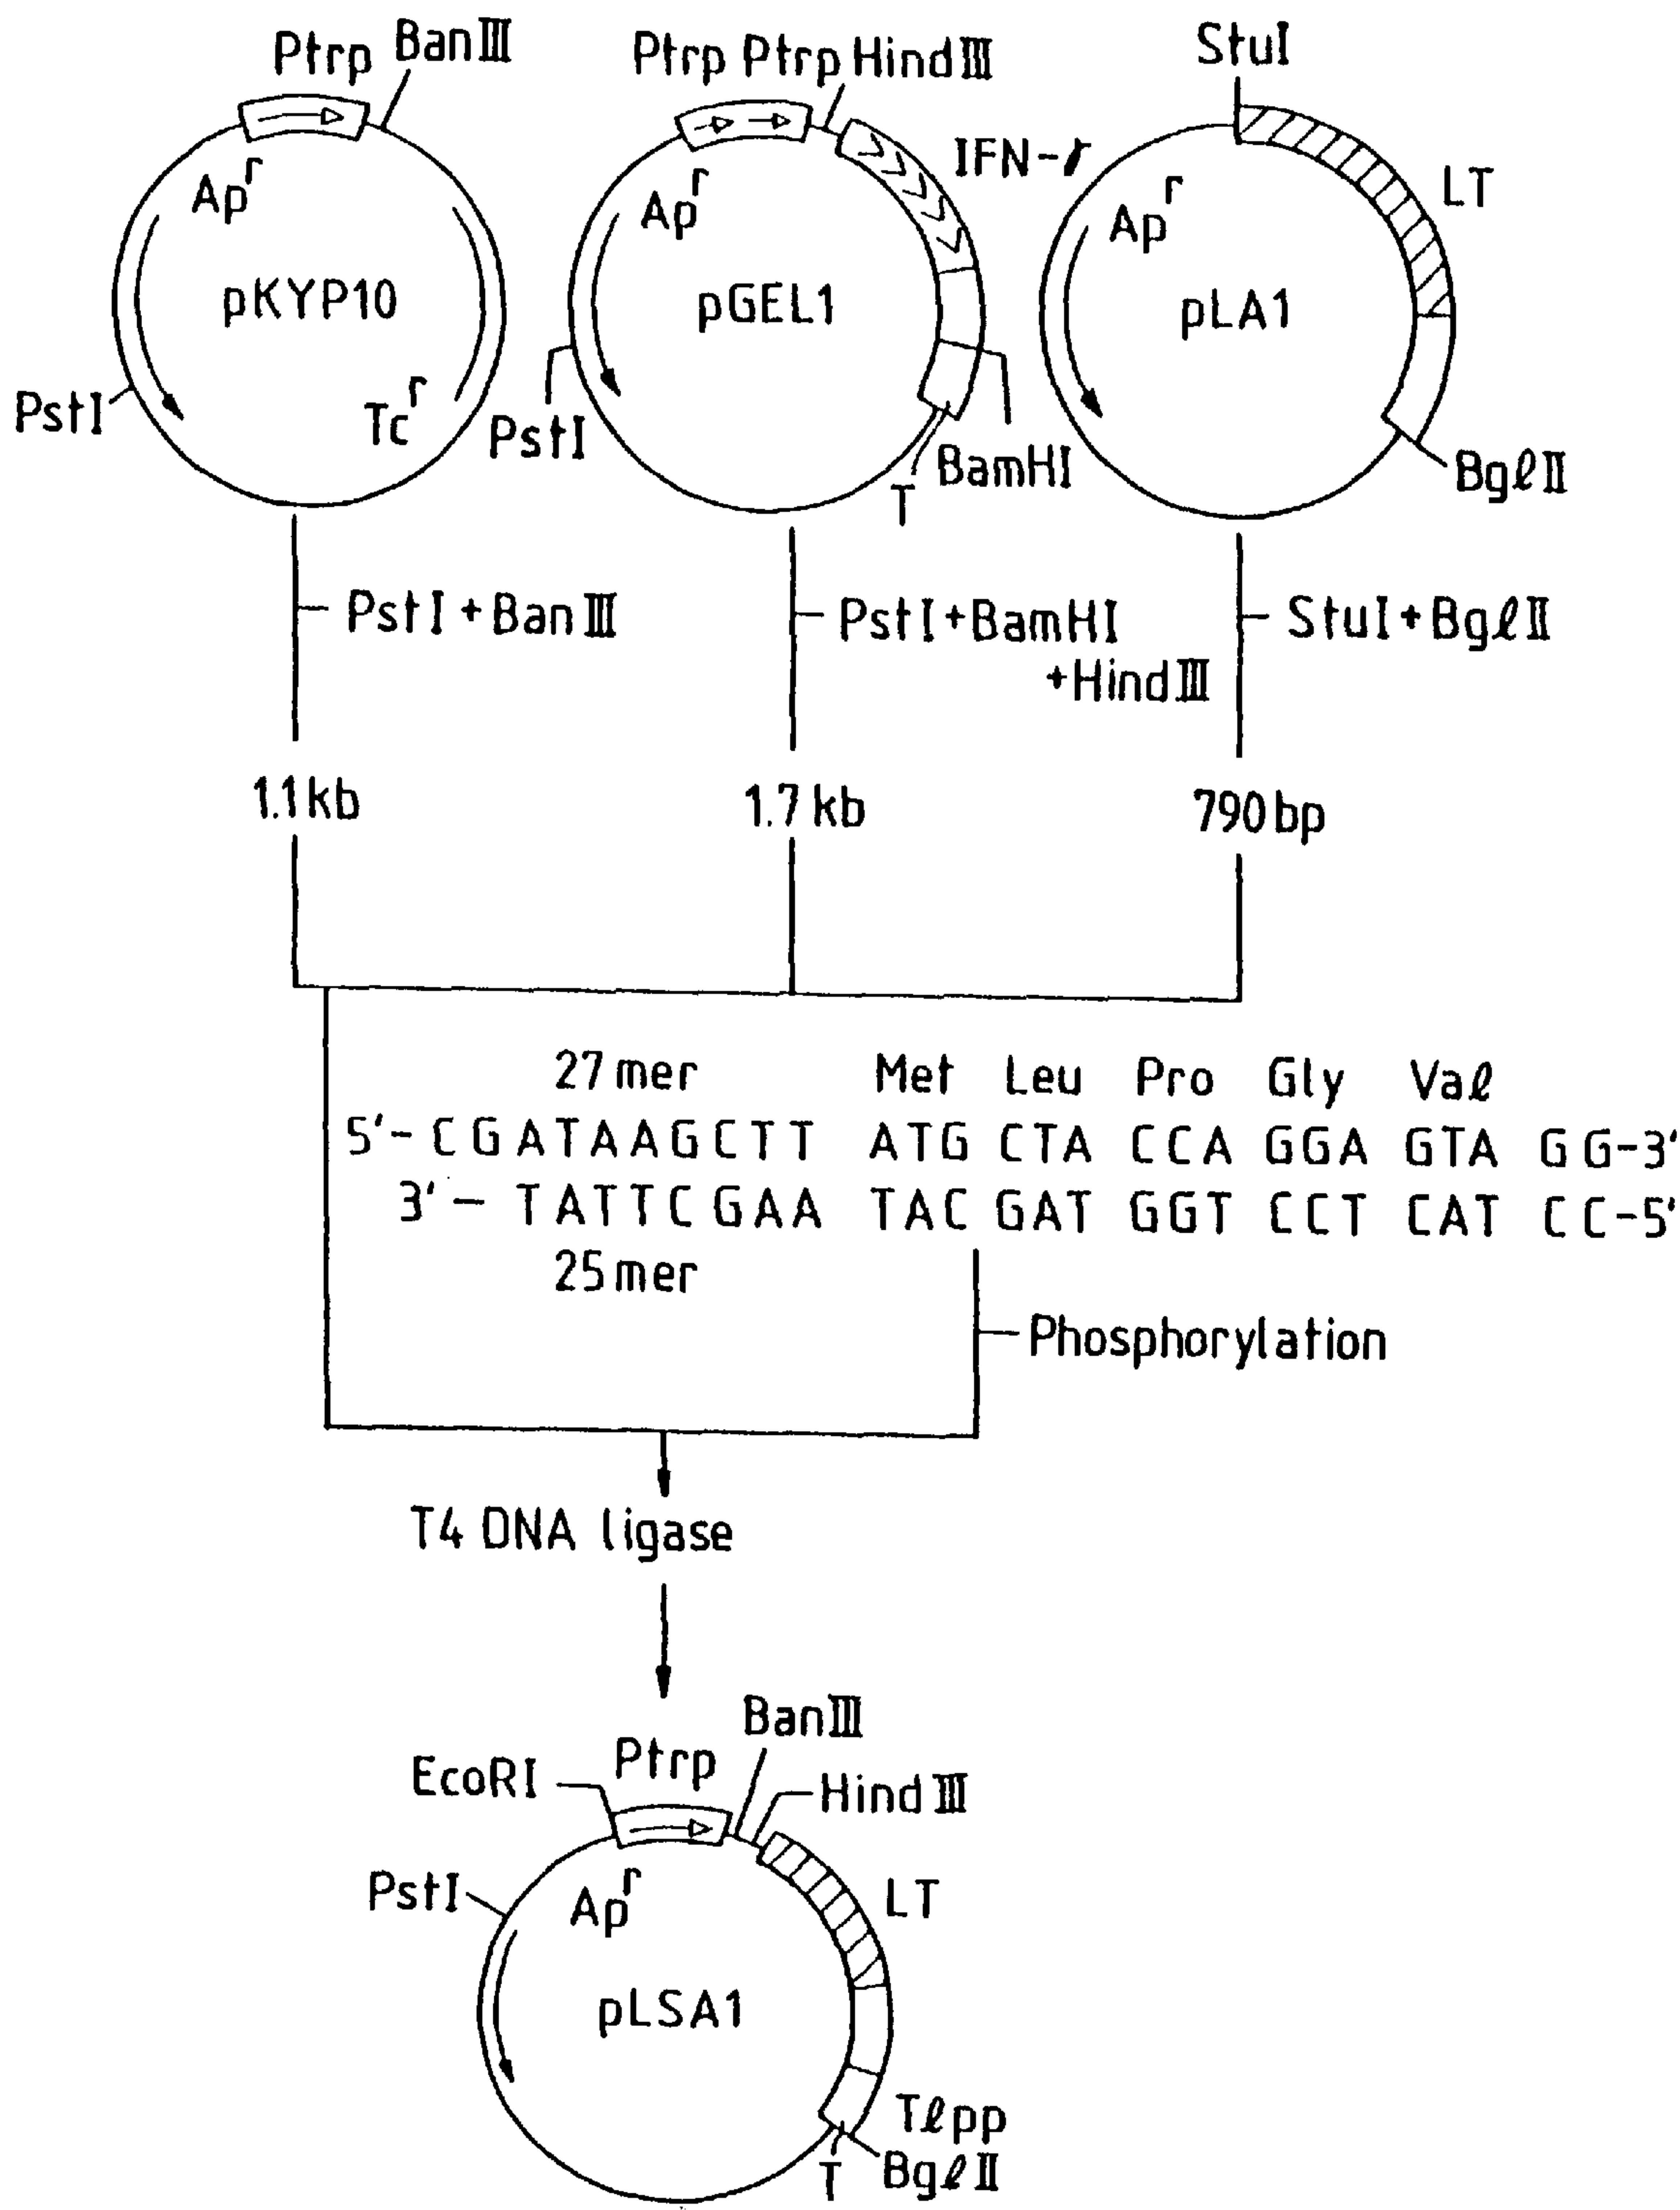 Ptrp BanIII
Apʳ
pKYP10
PstI
Tcʳ
Ptrp Ptrp HindIII
IFN-γ
Apʳ
pGEL1
PstI
BamHI
T
StuI
LT
Apʳ
pLA1
BglII
PstI+BanIII
PstI+BamHI
+HindIII
StuI+BglII
1.1kb
1.7kb
790bp
27mer Met Leu Pro Gly Val
5'-CGATAAGCTT ATG CTA CCA GGA GTA GG-3'
3'-TATTCGAA TAC GAT GGT CCT CAT CC-5'
25mer
Phosphorylation
T4 DNA ligase
BanIII
Ptrp
EcoRI
HindIII
PstI
Apʳ
LT
pLSA1
Tlpp
T
BglII